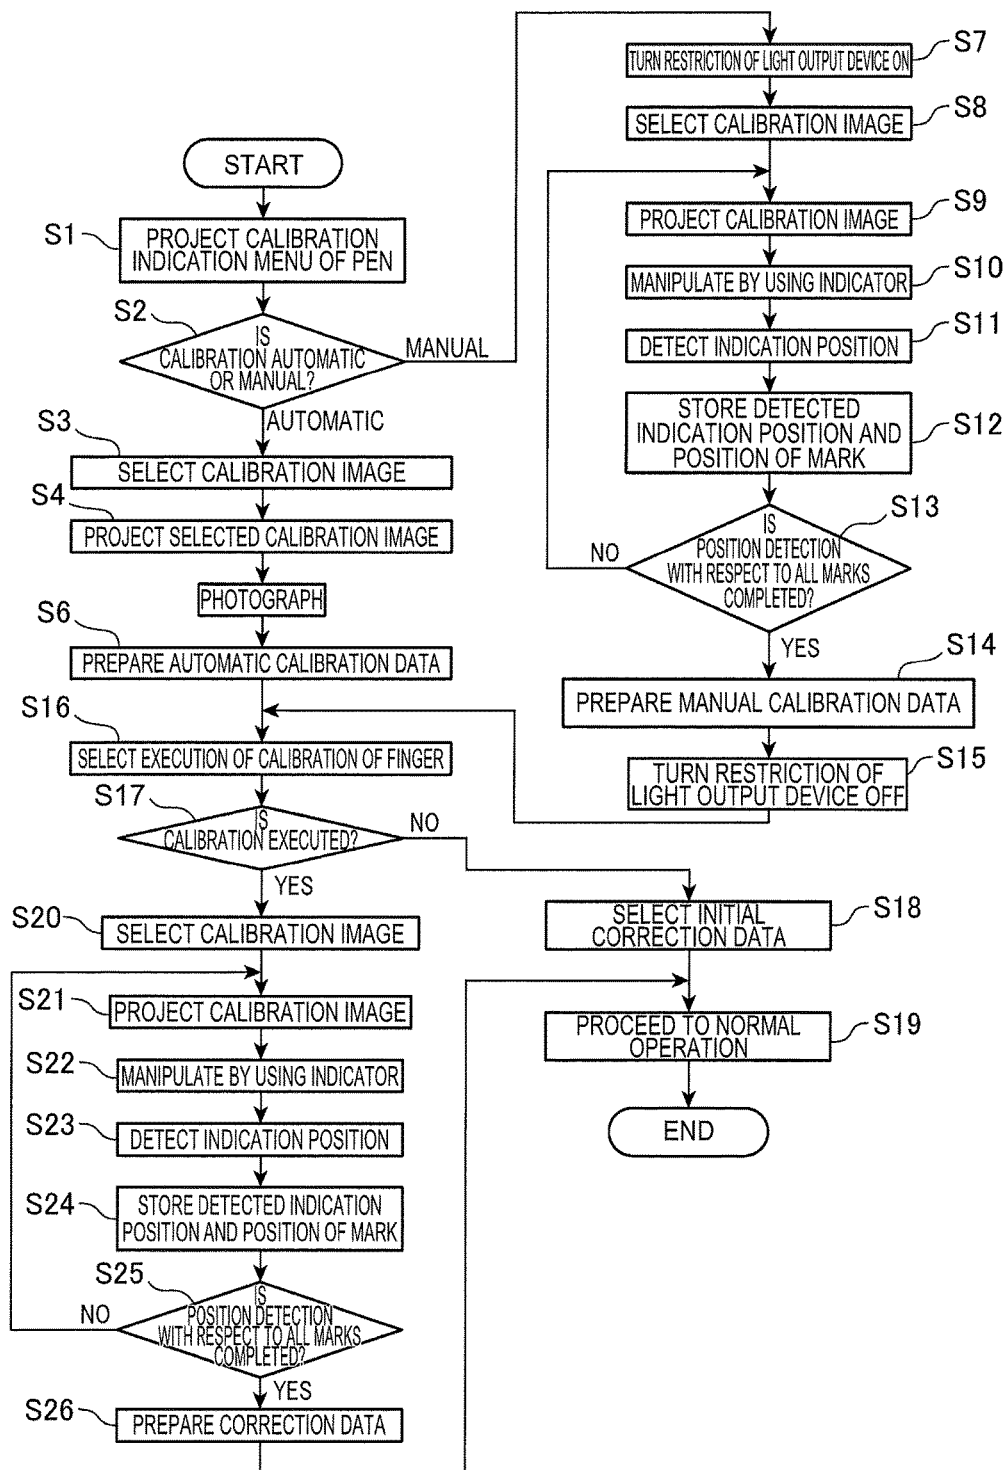 START
S1
PROJECT CALIBRATION
INDICATION MENU OF PEN
S2
IS
CALIBRATION AUTOMATIC
OR MANUAL?
MANUAL
AUTOMATIC
S3
SELECT CALIBRATION IMAGE
S4
PROJECT SELECTED CALIBRATION IMAGE
PHOTOGRAPH
S6
PREPARE AUTOMATIC CALIBRATION DATA
S7
TURN RESTRICTION OF LIGHT OUTPUT DEVICE ON
S8
SELECT CALIBRATION IMAGE
S9
PROJECT CALIBRATION IMAGE
S10
MANIPULATE BY USING INDICATOR
S11
DETECT INDICATION POSITION
S12
STORE DETECTED
INDICATION POSITION AND
POSITION OF MARK
S13
IS
POSITION DETECTION
WITH RESPECT TO ALL MARKS
COMPLETED?
NO
YES
S14
PREPARE MANUAL CALIBRATION DATA
S15
TURN RESTRICTION OF
LIGHT OUTPUT DEVICE OFF
S16
SELECT EXECUTION OF CALIBRATION OF FINGER
S17
IS
CALIBRATION EXECUTED?
NO
YES
S18
SELECT INITIAL
CORRECTION DATA
S19
PROCEED TO NORMAL
OPERATION
END
S20
SELECT CALIBRATION IMAGE
S21
PROJECT CALIBRATION IMAGE
S22
MANIPULATE BY USING INDICATOR
S23
DETECT INDICATION POSITION
S24
STORE DETECTED INDICATION
POSITION AND POSITION OF MARK
S25
IS
POSITION DETECTION
WITH RESPECT TO ALL MARKS
COMPLETED?
NO
YES
S26
PREPARE CORRECTION DATA